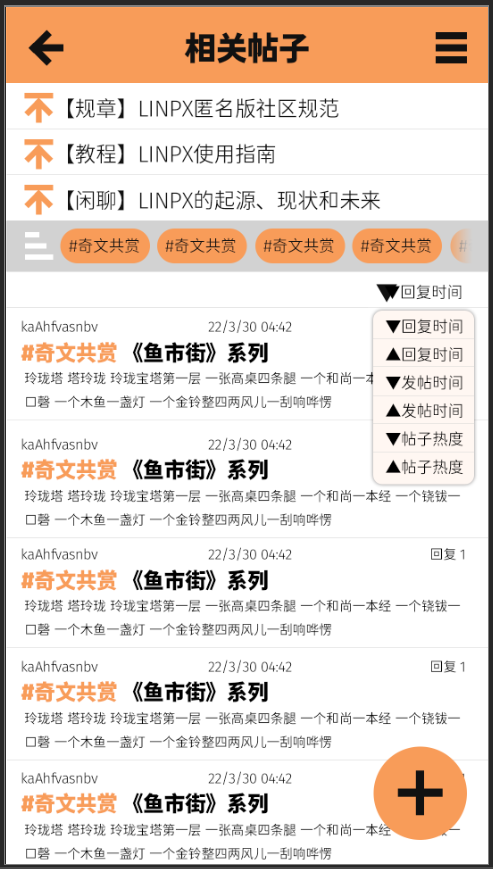 相关帖子
【规章】LINPX匿名版社区规范
【教程】LINPX使用指南
【闲聊】LINPX的起源、现状和未来
#奇文共赏 #奇文共赏 #奇文共赏 #奇文共赏 #
▼回复时间
▼回复时间
▲回复时间
▼发帖时间
▲发帖时间
▼帖子热度
▲帖子热度
kaAhfvasnbv 22/3/30 04:42
#奇文共赏 《鱼市街》系列
玲珑塔 塔玲珑 玲珑宝塔第一层 一张高桌四条腿 一个和尚一本
口磬 一个木鱼一盏灯 一个金铃整四两风儿一刮响哗愣
kaAhfvasnbv 22/3/30 04:42
#奇文共赏 《鱼市街》系列
玲珑塔 塔玲珑 玲珑宝塔第一层 一张高桌四条腿 一个和尚一本经 一个铙钹一
口磬 一个木鱼一盏灯 一个金铃整四两风儿一刮响哗愣
kaAhfvasnbv 22/3/30 04:42 回复 1
#奇文共赏 《鱼市街》系列
玲珑塔 塔玲珑 玲珑宝塔第一层 一张高桌四条腿 一个和尚一本经 一个铙钹一
口磬 一个木鱼一盏灯 一个金铃整四两风儿一刮响哗愣
kaAhfvasnbv 22/3/30 04:42 回复 1
#奇文共赏 《鱼市街》系列
玲珑塔 塔玲珑 玲珑宝塔第一层 一张高桌四条腿 一个和尚一本经 一个铙钹一
口磬 一个木鱼一盏灯 一个金铃整四两风儿一刮响哗愣
kaAhfvasnbv 22/3/30 04:42
#奇文共赏 《鱼市街》系列
玲珑塔 塔玲珑 玲珑宝塔第一层 一张高桌四条腿 一个和尚一本经 一个铙钹一
口磬 一个木鱼一盏灯 一个金铃整四两风儿一刮响哗愣